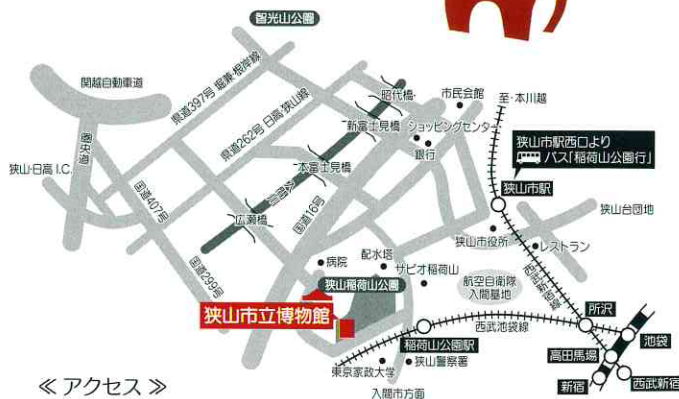 智光山公園
関越自動車道
県道397号 堀兼・根岸線
県道262号 日高・狭山線
圏央道
狭山・日高 I.C.
国道407号
国道299号
昭代橋
新富士見橋
本富士見橋
入間川
広瀬橋
国道16号
市民会館
ショッピングセンター
銀行
至・本川越
狭山市駅西口より
バス「稲荷山公園行」
狭山市駅
狭山台団地
狭山市役所
レストラン
西武新宿線
病院
配水塔
サピオ稲荷山
狭山稲荷山公園
航空自衛隊
入間基地
狭山市立博物館
稲荷山公園駅
西武池袋線
所沢
池袋
高田馬場
新宿
西武新宿
東京家政大学
狭山警察署
入間市方面
≪ アクセス ≫